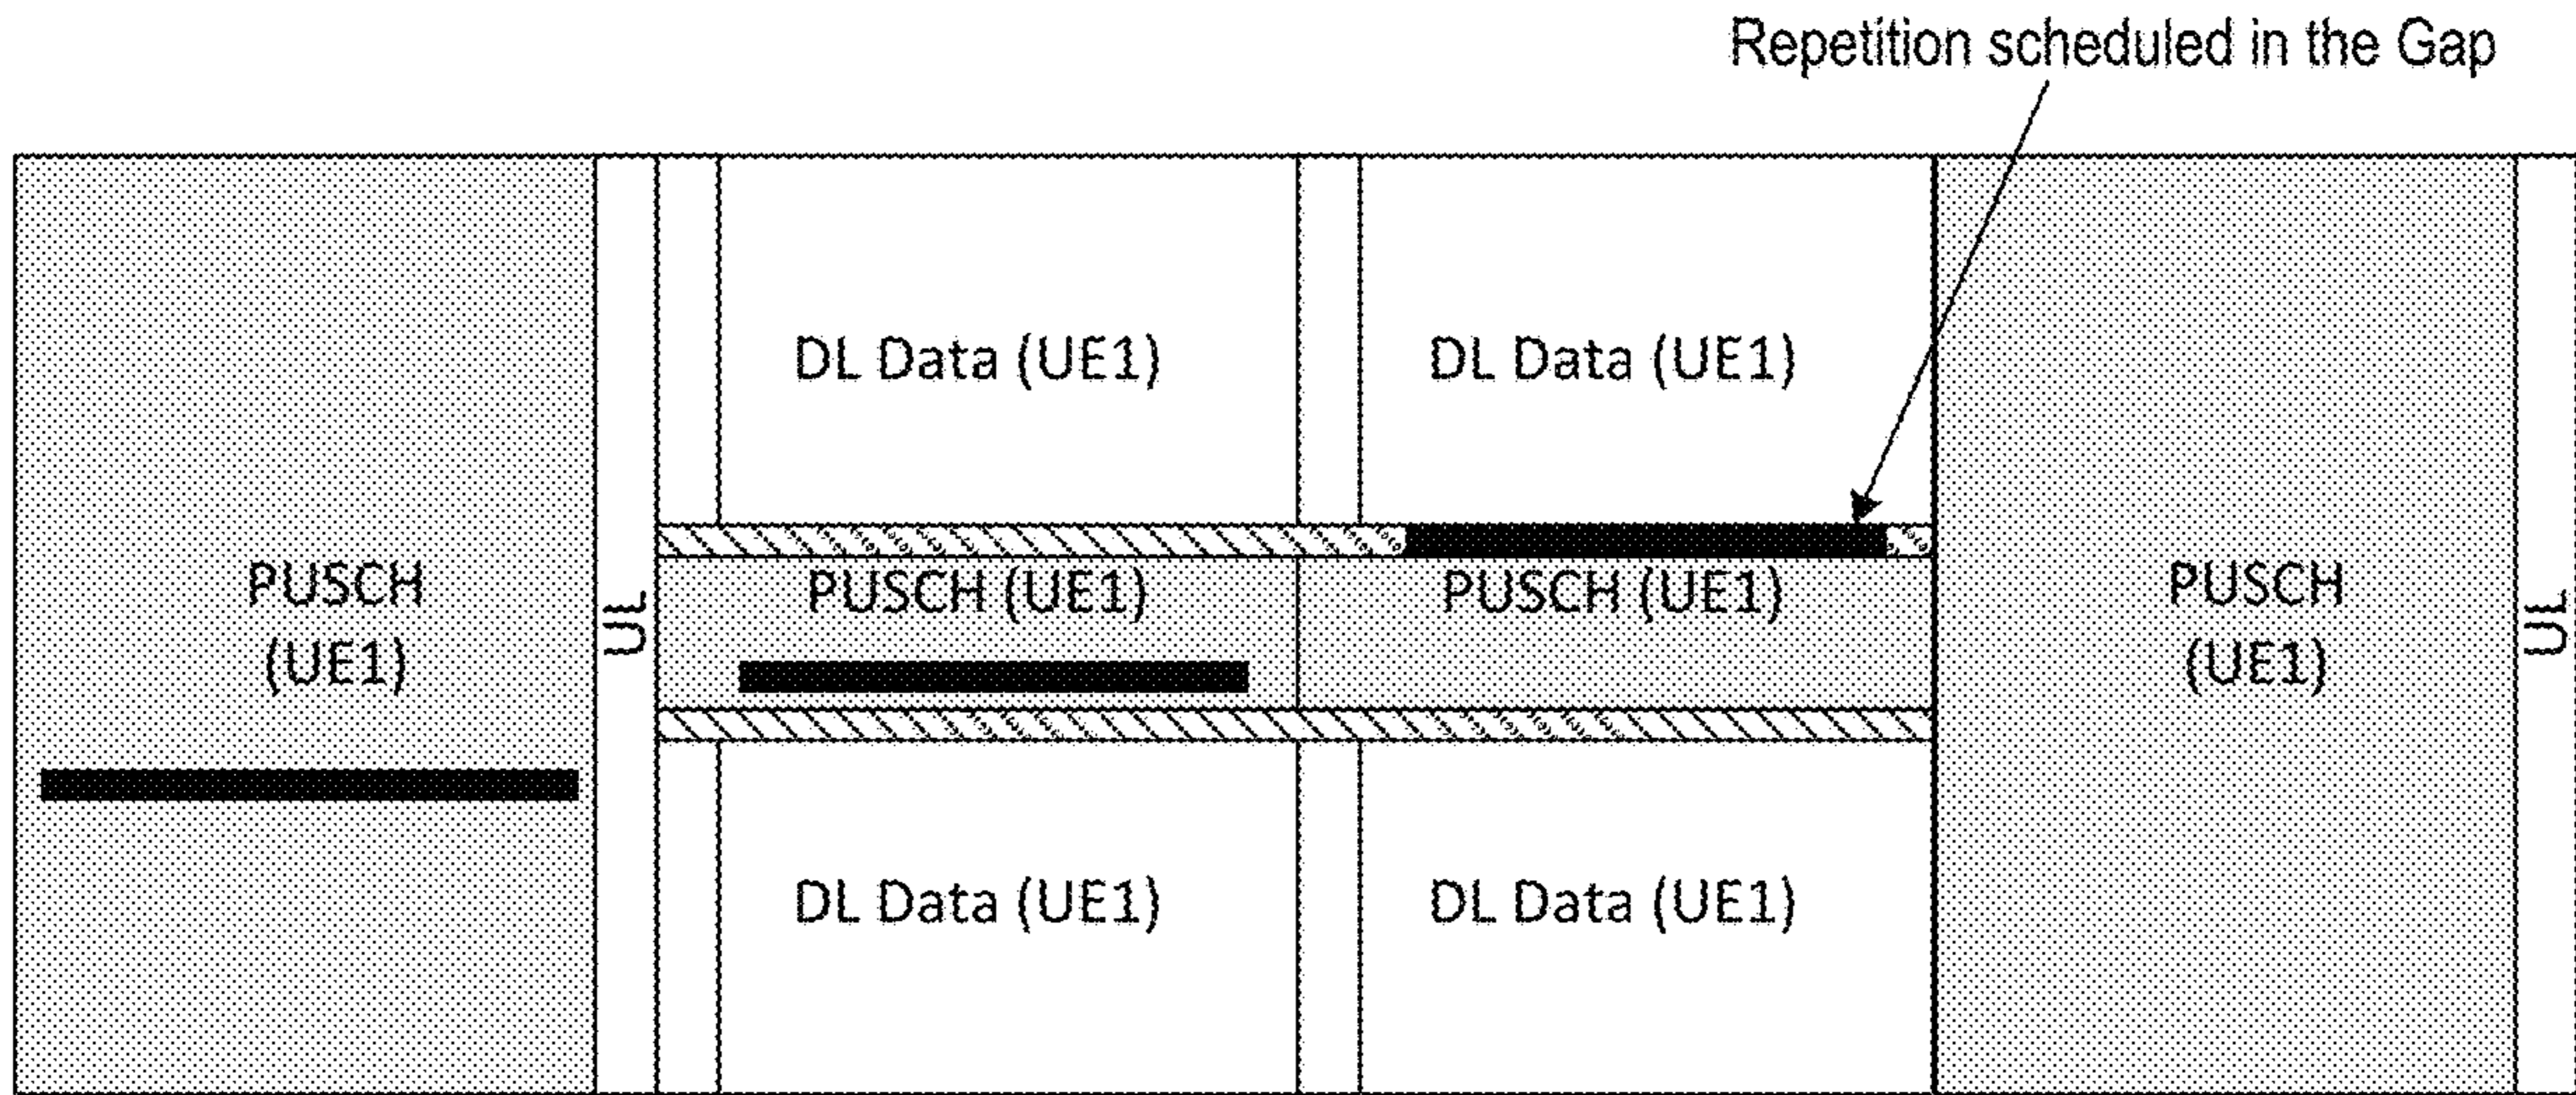 Repetition scheduled in the Gap
DL Data (UE1)
DL Data (UE1)
PUSCH
(UE1)
UL
PUSCH (UE1)
PUSCH (UE1)
PUSCH
(UE1)
UL
DL Data (UE1)
DL Data (UE1)